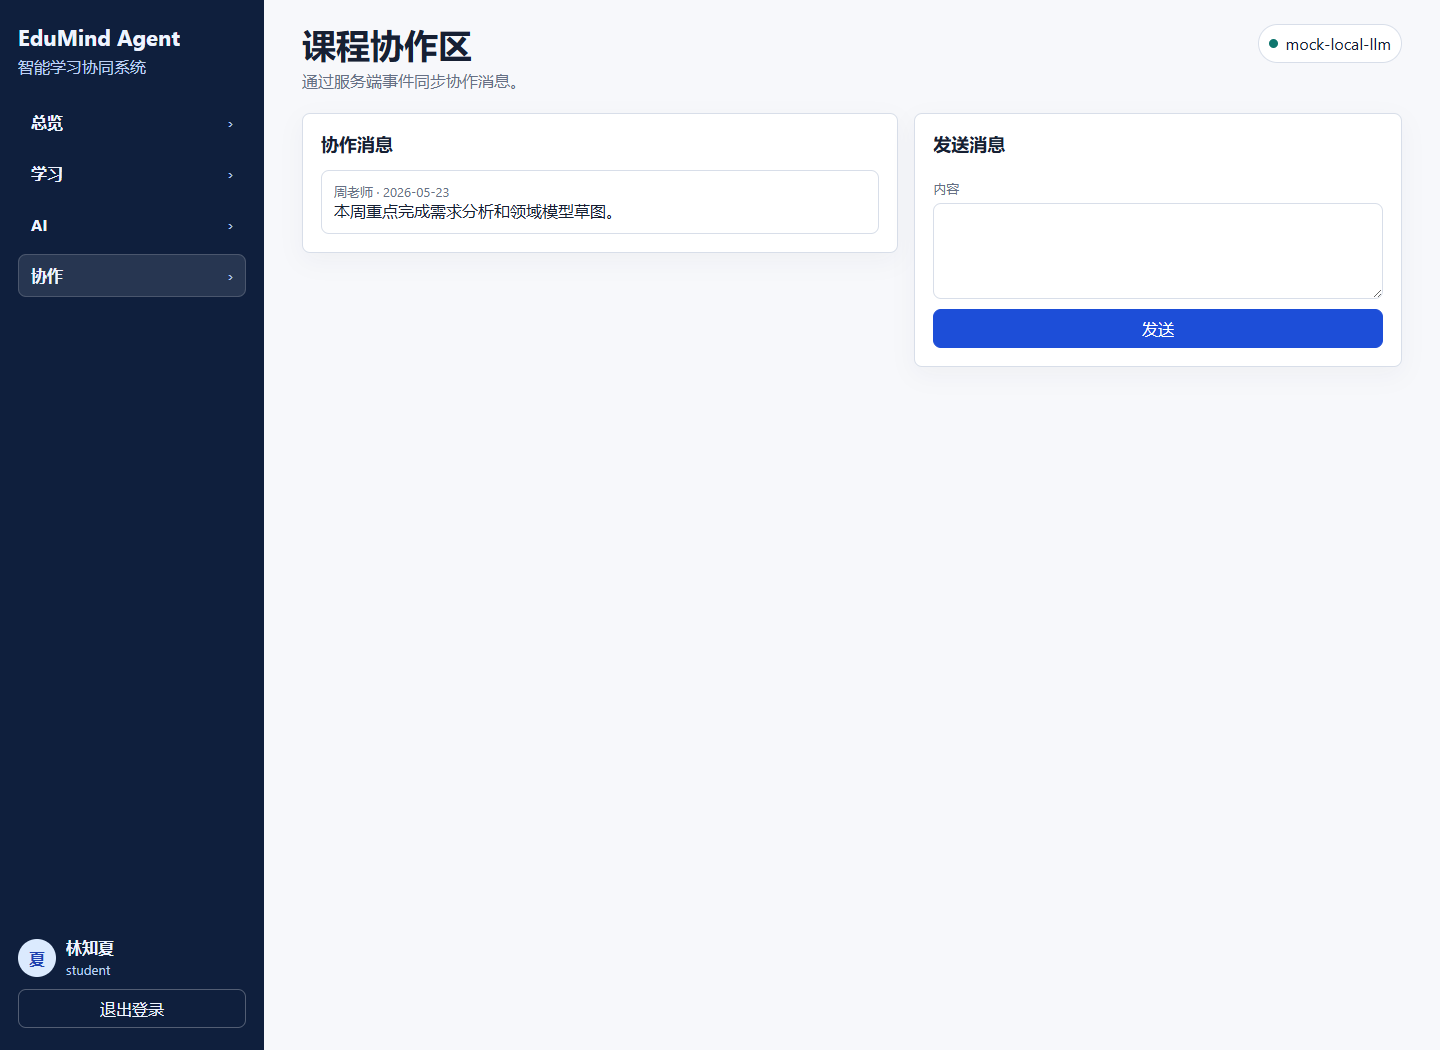 EduMind Agent
智能学习协同系统
总览 ›
学习 ›
AI ›
协作 ›
夏
林知夏
student
退出登录
课程协作区
通过服务端事件同步协作消息。
mock-local-llm
协作消息
周老师 · 2026-05-23
本周重点完成需求分析和领域模型草图。
发送消息
内容
发送